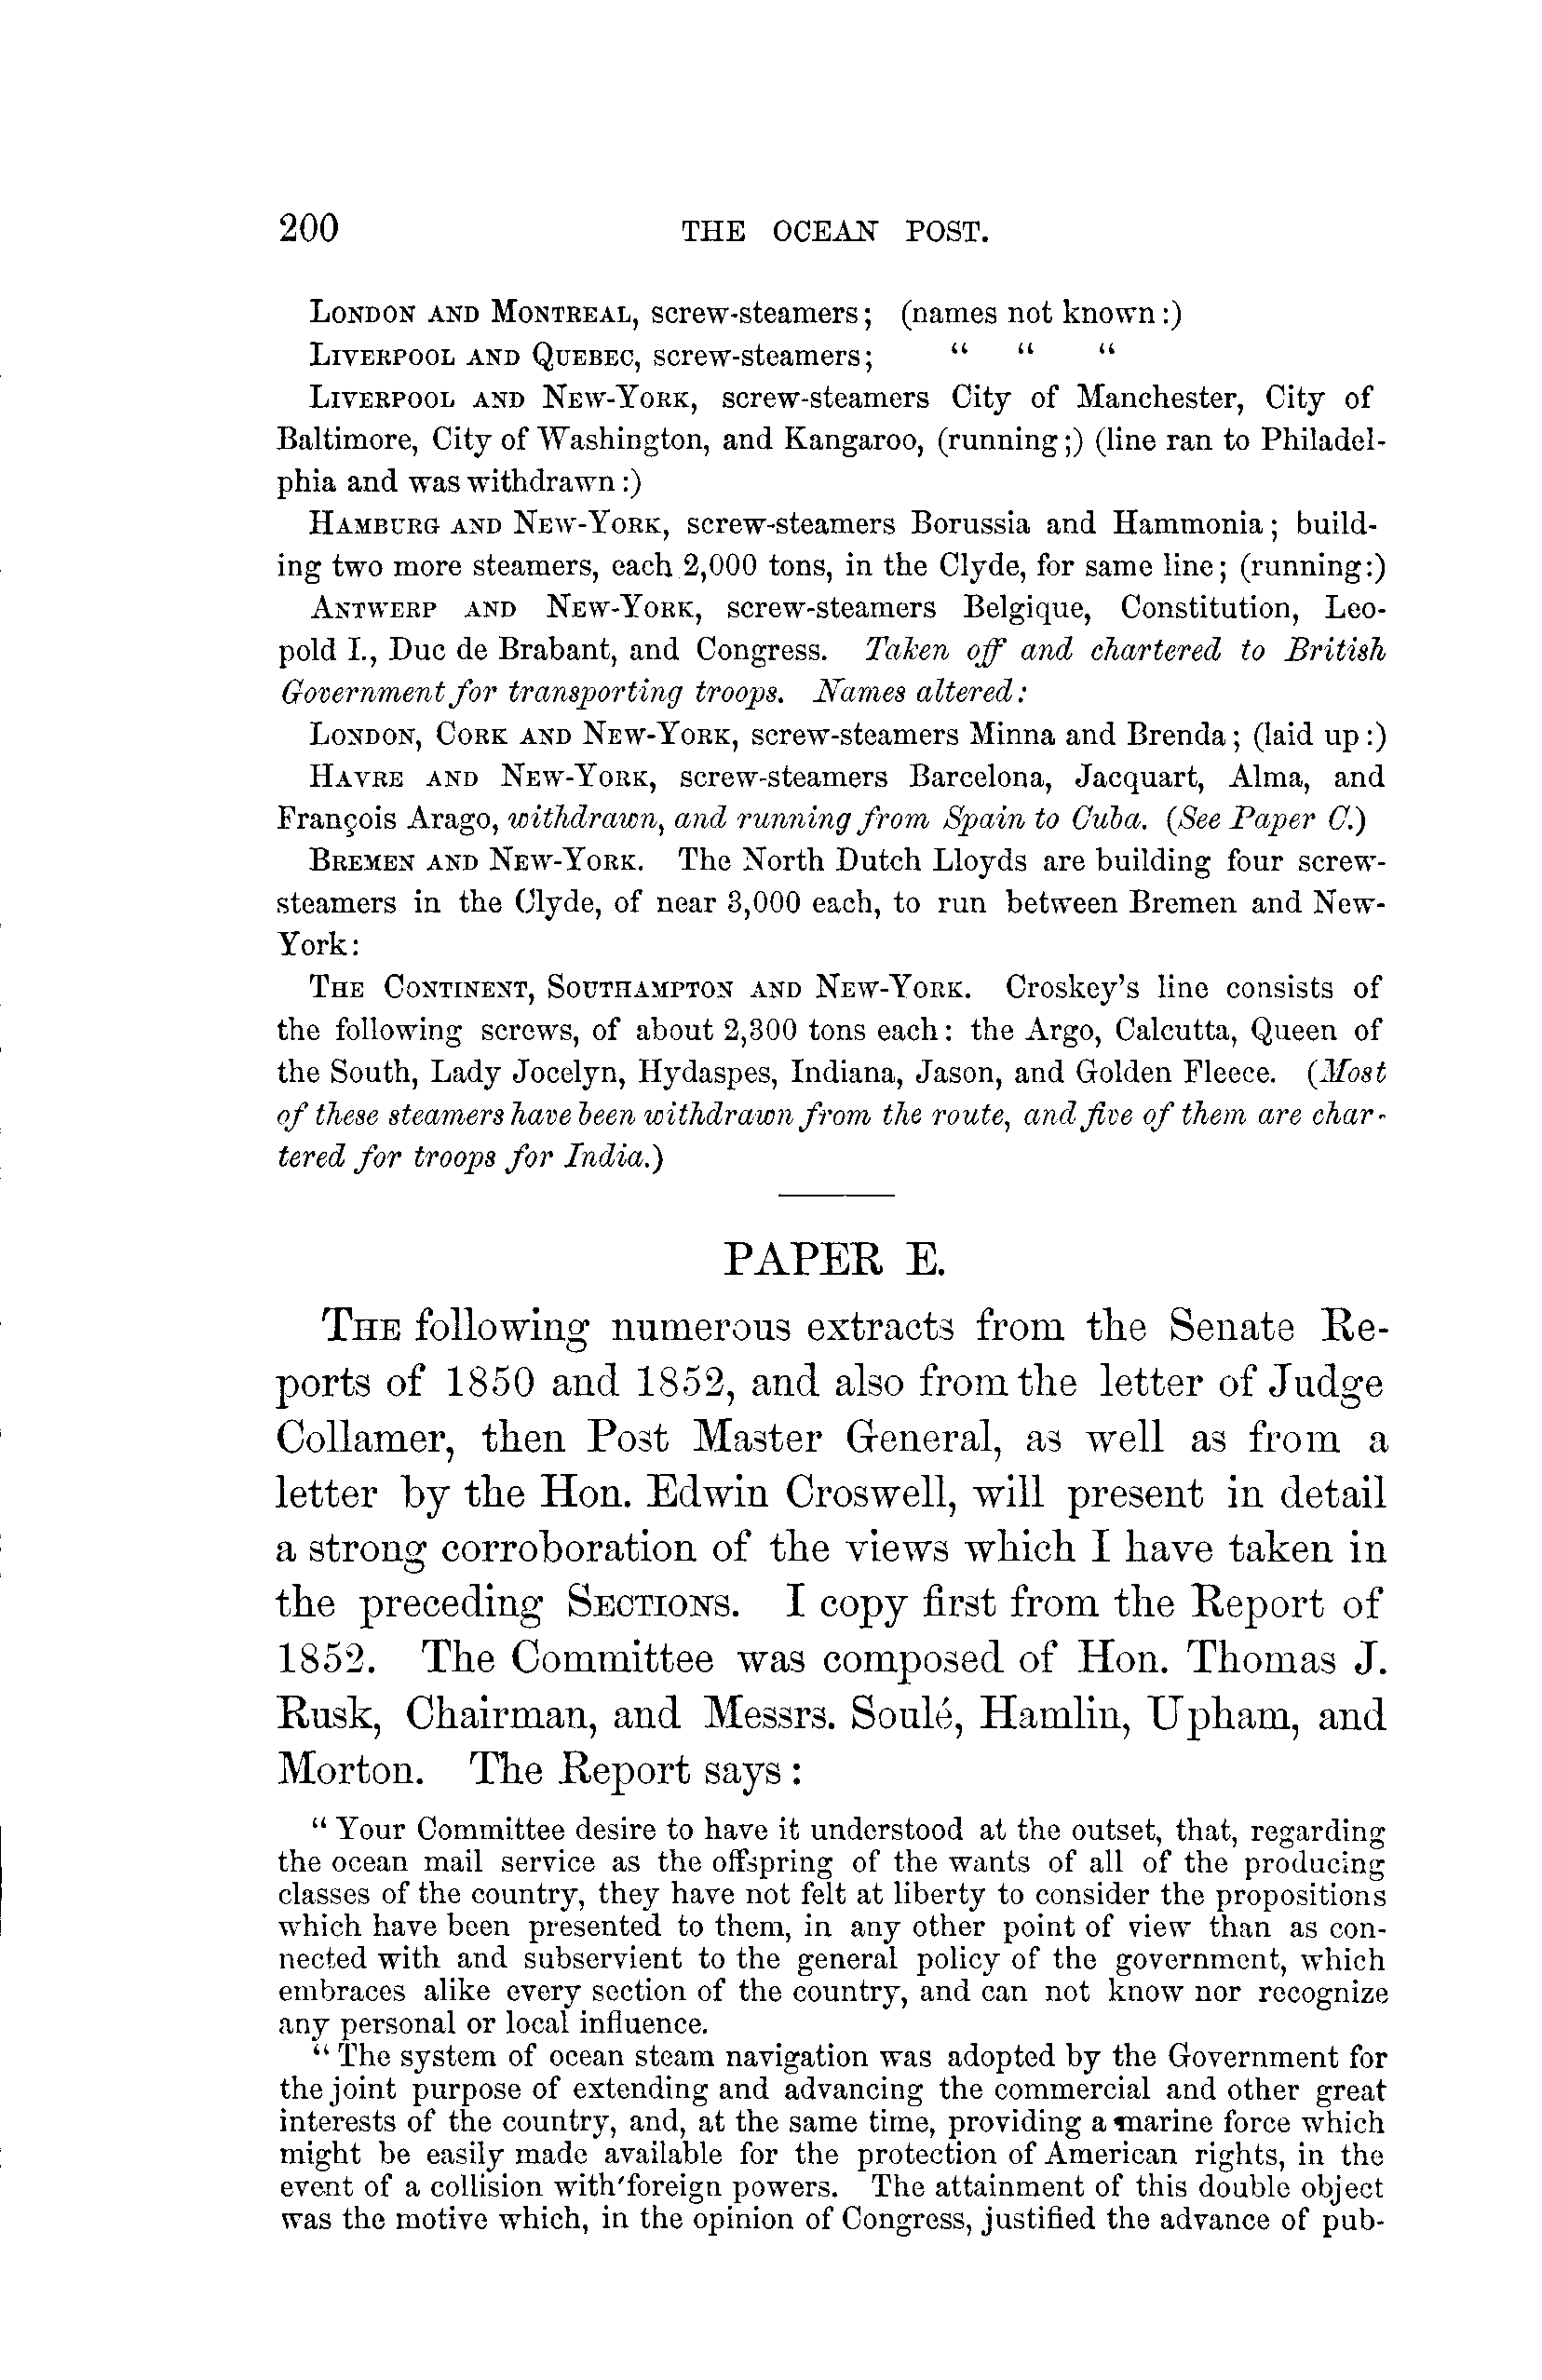 200 THE OCEAN POST.
LONDON AND MONTREAL, screw-steamers; (names not known:)
LIVERPOOL AND QUEBEC, screw-steamers; “ “ “
LIVERPOOL AND NEW-YORK, screw-steamers City of Manchester, City of
Baltimore, City of Washington, and Kangaroo, (running;) (line ran to Philadel-
phia and was withdrawn:)
HAMBURG AND NEW-YORK, screw-steamers Borussia and Hammonia; build-
ing two more steamers, each 2,000 tons, in the Clyde, for same line; (running:)
ANTWERP AND NEW-YORK, screw-steamers Belgique, Constitution, Leo-
pold I., Duc de Brabant, and Congress. Taken off and chartered to British
Government for transporting troops. Names altered:
LONDON, CORK AND NEW-YORK, screw-steamers Minna and Brenda; (laid up:)
HAVRE AND NEW-YORK, screw-steamers Barcelona, Jacquart, Alma, and
François Arago, withdrawn, and running from Spain to Cuba. (See Paper C.)
BREMEN AND NEW-YORK. The North Dutch Lloyds are building four screw-
steamers in the Clyde, of near 3,000 each, to run between Bremen and New-
York:
THE CONTINENT, SOUTHAMPTON AND NEW-YORK. Croskey's line consists of
the following screws, of about 2,300 tons each: the Argo, Calcutta, Queen of
the South, Lady Jocelyn, Hydaspes, Indiana, Jason, and Golden Fleece. (Most
of these steamers have been withdrawn from the route, and five of them are char-
tered for troops for India.)
PAPER E.
THE following numerous extracts from the Senate Re-
ports of 1850 and 1852, and also from the letter of Judge
Collamer, then Post Master General, as well as from a
letter by the Hon. Edwin Croswell, will present in detail
a strong corroboration of the views which I have taken in
the preceding SECTIONS. I copy first from the Report of
1852. The Committee was composed of Hon. Thomas J.
Rusk, Chairman, and Messrs. Soulé, Hamlin, Upham, and
Morton. The Report says:
“Your Committee desire to have it understood at the outset, that, regarding
the ocean mail service as the offspring of the wants of all of the producing
classes of the country, they have not felt at liberty to consider the propositions
which have been presented to them, in any other point of view than as con-
nected with and subservient to the general policy of the government, which
embraces alike every section of the country, and can not know nor recognize
any personal or local influence.
“The system of ocean steam navigation was adopted by the Government for
the joint purpose of extending and advancing the commercial and other great
interests of the country, and, at the same time, providing a marine force which
might be easily made available for the protection of American rights, in the
event of a collision with foreign powers. The attainment of this double object
was the motive which, in the opinion of Congress, justified the advance of pub-